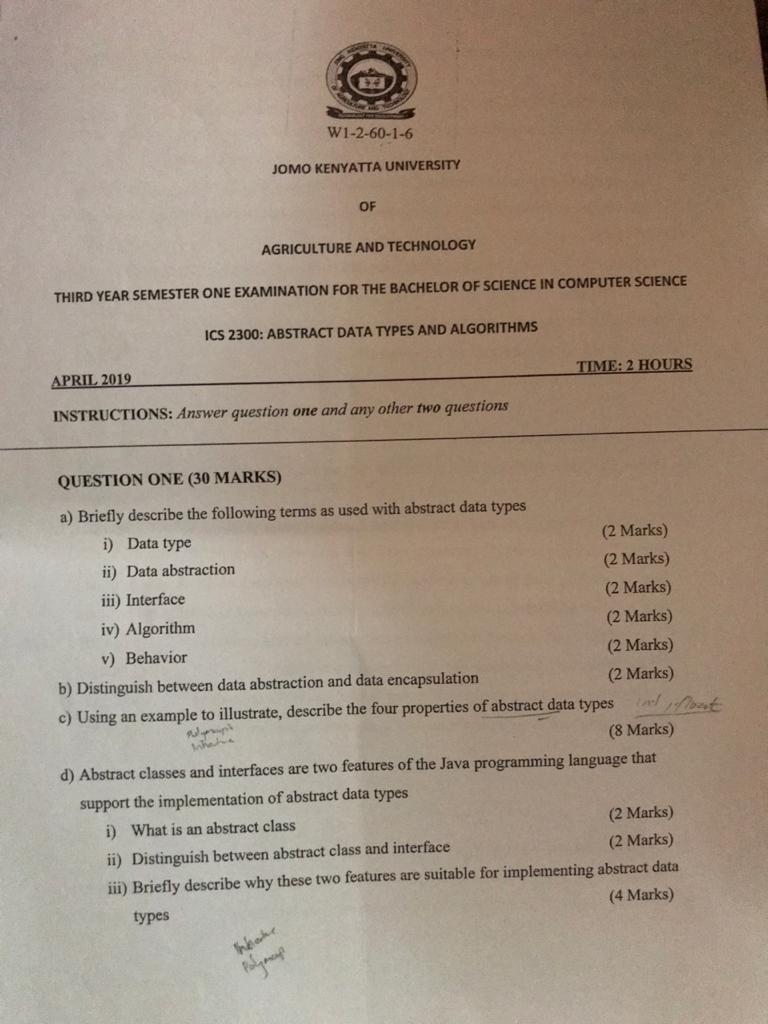 JOMO KENYATTA UNIVERSITY
W1-2-60-1-6
JOMO KENYATTA UNIVERSITY
OF
AGRICULTURE AND TECHNOLOGY
THIRD YEAR SEMESTER ONE EXAMINATION FOR THE BACHELOR OF SCIENCE IN COMPUTER SCIENCE
ICS 2300: ABSTRACT DATA TYPES AND ALGORITHMS
APRIL 2019 TIME: 2 HOURS
INSTRUCTIONS: Answer question one and any other two questions
QUESTION ONE (30 MARKS)
a) Briefly describe the following terms as used with abstract data types
i) Data type (2 Marks)
ii) Data abstraction (2 Marks)
iii) Interface (2 Marks)
iv) Algorithm (2 Marks)
v) Behavior (2 Marks)
b) Distinguish between data abstraction and data encapsulation (2 Marks)
c) Using an example to illustrate, describe the four properties of abstract data types
(8 Marks)
d) Abstract classes and interfaces are two features of the Java programming language that
support the implementation of abstract data types
i) What is an abstract class (2 Marks)
ii) Distinguish between abstract class and interface (2 Marks)
iii) Briefly describe why these two features are suitable for implementing abstract data
types (4 Marks)